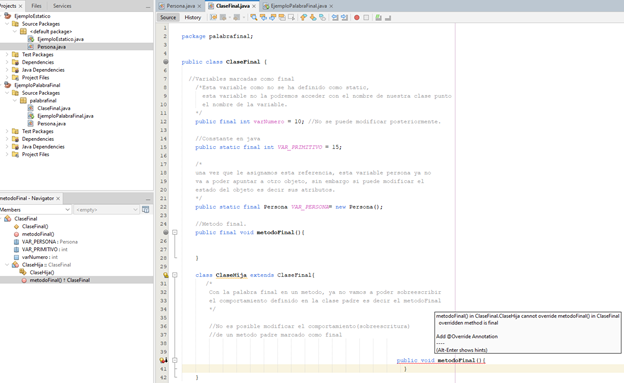 Projects × Files Services
EjemploEstatico
Source Packages
<default package>
EjemploEstatico.java
Persona.java
Test Packages
Dependencies
Java Dependencies
Project Files
EjemploPalabraFinal
Source Packages
palabrafinal
ClaseFinal.java
EjemploPalabraFinal.java
Persona.java
Test Packages
Dependencies
Java Dependencies
Project Files
metodoFinal - Navigator ×
Members <empty>
ClaseFinal
ClaseFinal()
metodoFinal()
VAR_PERSONA : Persona
VAR_PRIMITIVO : int
varNumero : int
ClaseHija :: ClaseFinal
ClaseHija()
metodoFinal() ↑ ClaseFinal
Persona.java × ClaseFinal.java × EjemploPalabraFinal.java ×
Source History
1
2 package palabrafinal;
3
4
5 public class ClaseFinal {
6
7 //Variables marcadas como final
8 /*Esta variable como no se ha definido como static,
9 esta variable no la podremos acceder con el nombre de nuestra clase punto
10 el nombre de la variable.
11 */
12 public final int varNumero = 10; //No se puede modificar posteriormente.
13
14 //Constante en java
15 public static final int VAR_PRIMITIVO = 15;
16
17 /*
18 una ves que le asignamos esta referencia, esta variable persona ya no
19 va a poder apuntar a otro objeto, sin embargo si puede modificar el
20 estado del objeto es decir sus atributos.
21 */
22 public static final Persona VAR_PERSONA= new Persona();
23
24 //Metodo final.
public final void metodoFinal(){
26
27
28 }
29
class ClaseHija extends ClaseFinal{
31 /*
32 Con la palabra final en un metodo, ya no vamos a poder sobreescribir
33 el comportamiento definido en la clase padre es decir el metodoFinal
34 */
35
36 //No es posible modificar el comportamiento(sobreescritura)
37 //de un metodo padre marcado como final
38
39
public void metodoFinal(){
41 }
42 }
metodoFinal() in ClaseFinal.ClaseHija cannot override metodoFinal() in ClaseFinal
overridden method is final
Add @Override Annotation
----
(Alt-Enter shows hints)